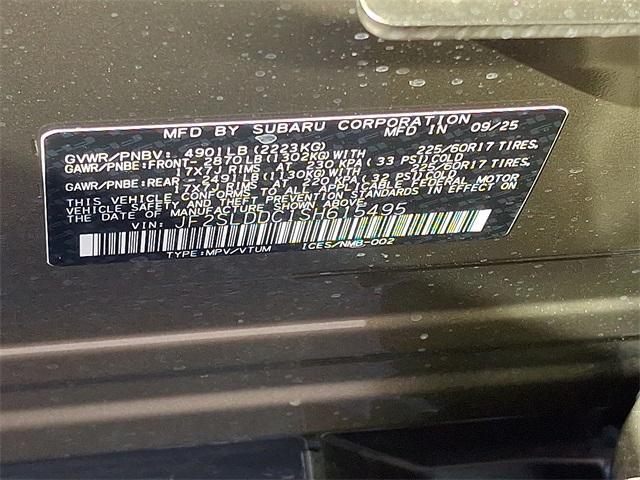 MFD BY SUBARU CORPORATION
MFD IN 09/25
GVWR/PNBV: 4901LB(2223KG)
GAWR/PNBE:FRONT- 2870LB(1302KG)WITH 225/60R17 TIRES,
17X7J RIMS AT 230 KPA(33 PSI)COLD
GAWR/PNBE:REAR - 2491LB(1130KG)WITH 225/60R17 TIRES,
17X7J RIMS AT 220 KPA(32 PSI)COLD
THIS VEHICLE CONFORMS TO ALL APPLICABLE FEDERAL MOTOR
VEHICLE SAFETY AND THEFT PREVENTION STANDARDS IN EFFECT ON
THE DATE OF MANUFACTURE SHOWN ABOVE.
VIN: JF2SLDDC1SH615495
TYPE:MPV/VTUM ICES/NMB-002